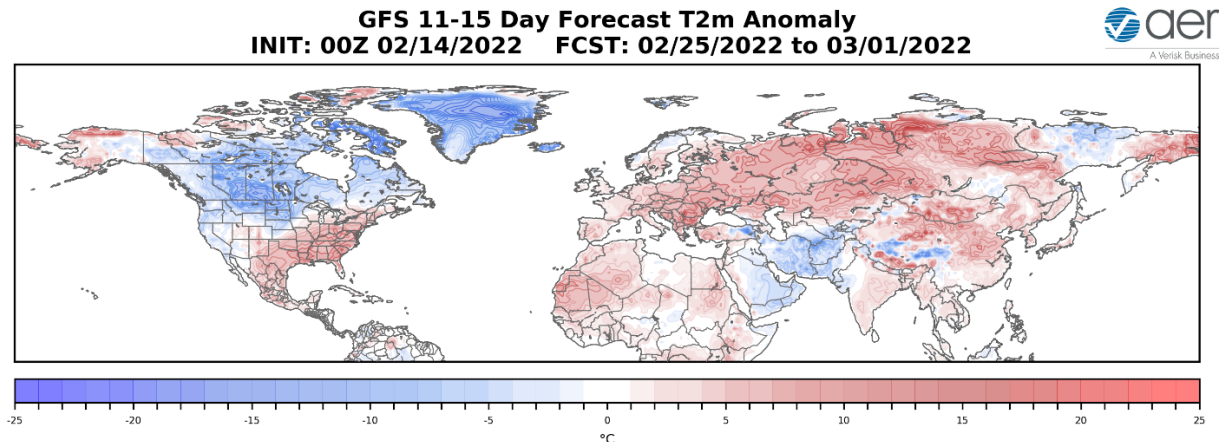 GFS 11-15 Day Forecast T2m Anomaly
INIT: 00Z 02/14/2022 FCST: 02/25/2022 to 03/01/2022
aer
A Verisk Business
-25 -20 -15 -10 -5 0 5 10 15 20 25
°C